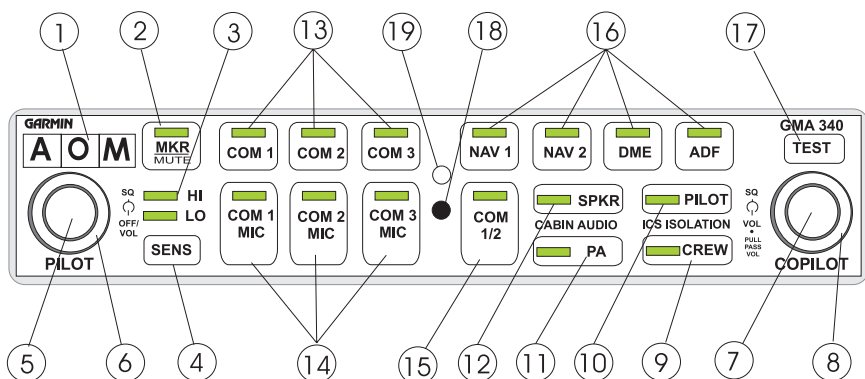 1 2 3 13 19 18 16 17
GARMIN GMA 340
A O M MKR MUTE COM 1 COM 2 COM 3 NAV 1 NAV 2 DME ADF TEST
SQ OFF/ VOL HI LO COM 1 MIC COM 2 MIC COM 3 MIC COM 1/2 SPKR PILOT SQ VOL
CABIN AUDIO ICS ISOLATION
SENS PA CREW PULL PASS VOL
PILOT COPILOT
5 6 4 14 15 12 11 10 9 7 8